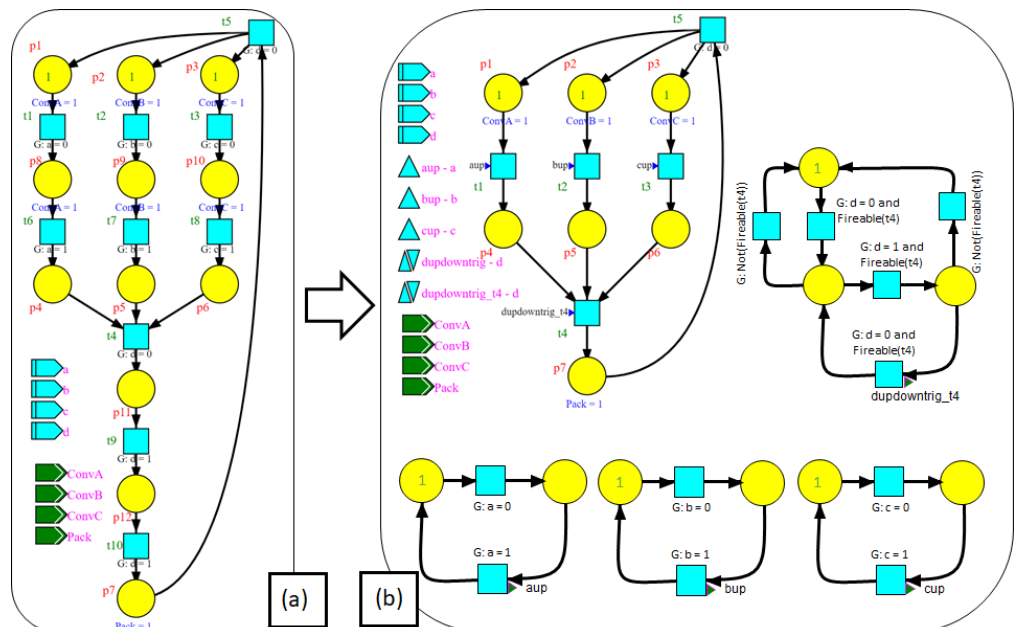 t5
G: d = 0
p1
p2
p3
1
1
1
ConvA = 1
ConvB = 1
ConvC = 1
t1
t2
t3
G: a = 0
G: b = 0
G: c = 0
p8
p9
p10
ConvA = 1
ConvB = 1
ConvC = 1
t6
t7
t8
G: a = 1
G: b = 1
G: c = 1
p4
p5
p6
t4
G: d = 0
a
b
c
d
p11
t9
G: d = 1
ConvA
ConvB
ConvC
Pack
p12
t10
G: d = 1
p7
Pack = 1
(a)
t5
G: d = 0
p1
p2
p3
1
1
1
ConvA = 1
ConvB = 1
ConvC = 1
a
b
c
d
aup - a
bup - b
cup - c
dupdowntrig - d
dupdowntrig_t4 - d
aup
bup
cup
t1
t2
t3
p4
p5
p6
dupdowntrig_t4
t4
ConvA
ConvB
ConvC
Pack
p7
Pack = 1
1
G: Not(Fireable(t4))
G: d = 0 and
Fireable(t4)
G: Not(Fireable(t4))
G: d = 1 and
Fireable(t4)
G: d = 0 and
Fireable(t4)
dupdowntrig_t4
1
G: a = 0
G: a = 1
aup
1
G: b = 0
G: b = 1
bup
1
G: c = 0
G: c = 1
cup
(b)